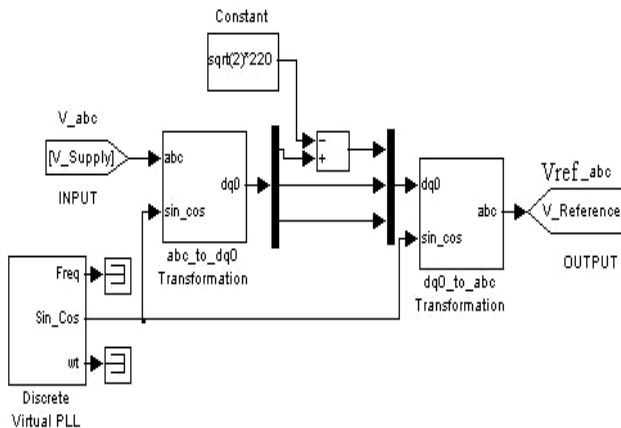 Constant
sqrt(2)*220
V_abc
[V_Supply]
INPUT
abc
sin_cos
dq0
abc_to_dq0
Transformation
−
+
dq0
sin_cos
abc
dq0_to_abc
Transformation
Vref_abc
V_Reference
OUTPUT
Freq
Sin_Cos
wt
Discrete
Virtual PLL